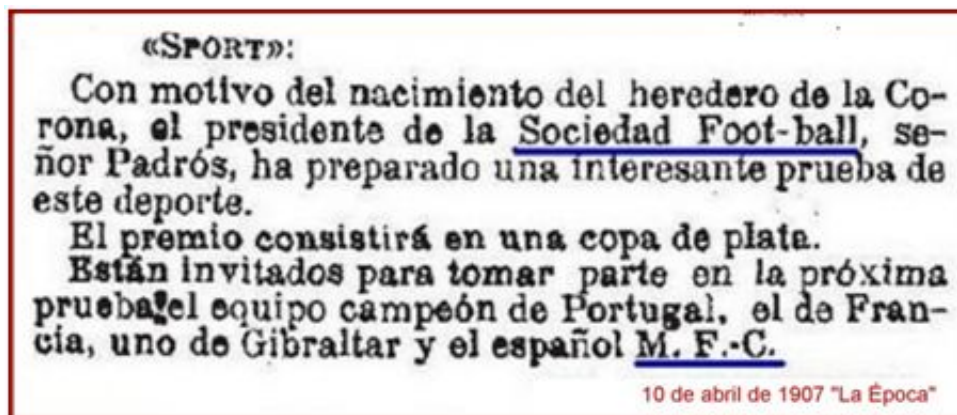 «SPORT»:
Con motivo del nacimiento del heredero de la Co-
rona, el presidente de la Sociedad Foot-ball, se-
ñor Padrós, ha preparado una interesante prueba de
este deporte.
El premio consistirá en una copa de plata.
Están invitados para tomar parte en la próxima
prueba el equipo campeón de Portugal, el de Fran-
cia, uno de Gibraltar y el español M. F.-C.
10 de abril de 1907 "La Época"